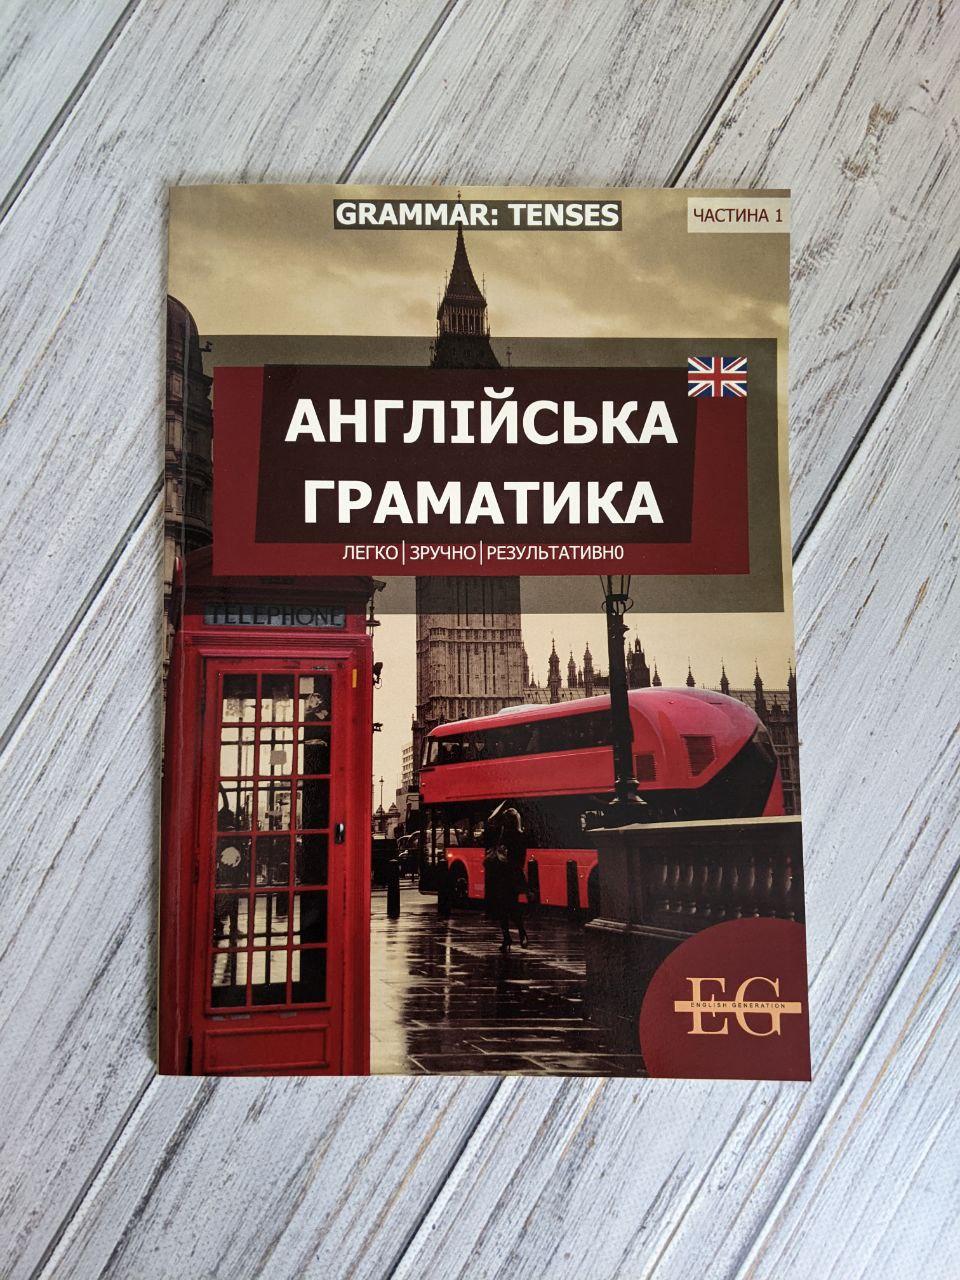 GRAMMAR: TENSES
ЧАСТИНА 1
АНГЛІЙСЬКА
ГРАМАТИКА
ЛЕГКО|ЗРУЧНО|РЕЗУЛЬТАТИВН0
TELEPHONE
EG
ENGLISH GENERATION